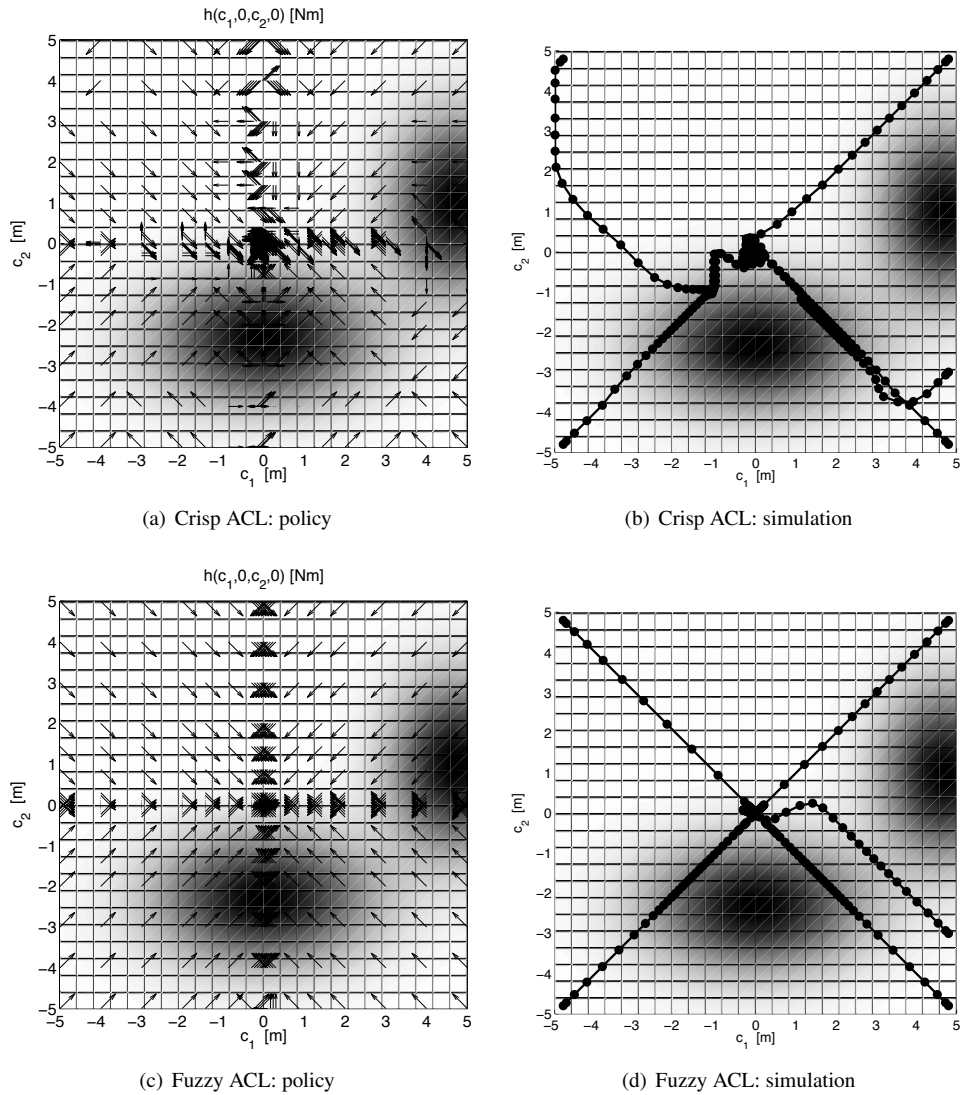 h(c₁,0,c₂,0) [Nm]
5
4
3
2
1
0
−1
−2
−3
−4
−5
c₂ [m]
−5 −4 −3 −2 −1 0 1 2 3 4 5
c₁ [m]
(a) Crisp ACL: policy
5
4
3
2
1
0
−1
−2
−3
−4
−5
c₂ [m]
−5 −4 −3 −2 −1 0 1 2 3 4 5
c₁ [m]
(b) Crisp ACL: simulation
h(c₁,0,c₂,0) [Nm]
5
4
3
2
1
0
−1
−2
−3
−4
−5
c₂ [m]
−5 −4 −3 −2 −1 0 1 2 3 4 5
c₁ [m]
(c) Fuzzy ACL: policy
5
4
3
2
1
0
−1
−2
−3
−4
−5
c₂ [m]
−5 −4 −3 −2 −1 0 1 2 3 4 5
c₁ [m]
(d) Fuzzy ACL: simulation